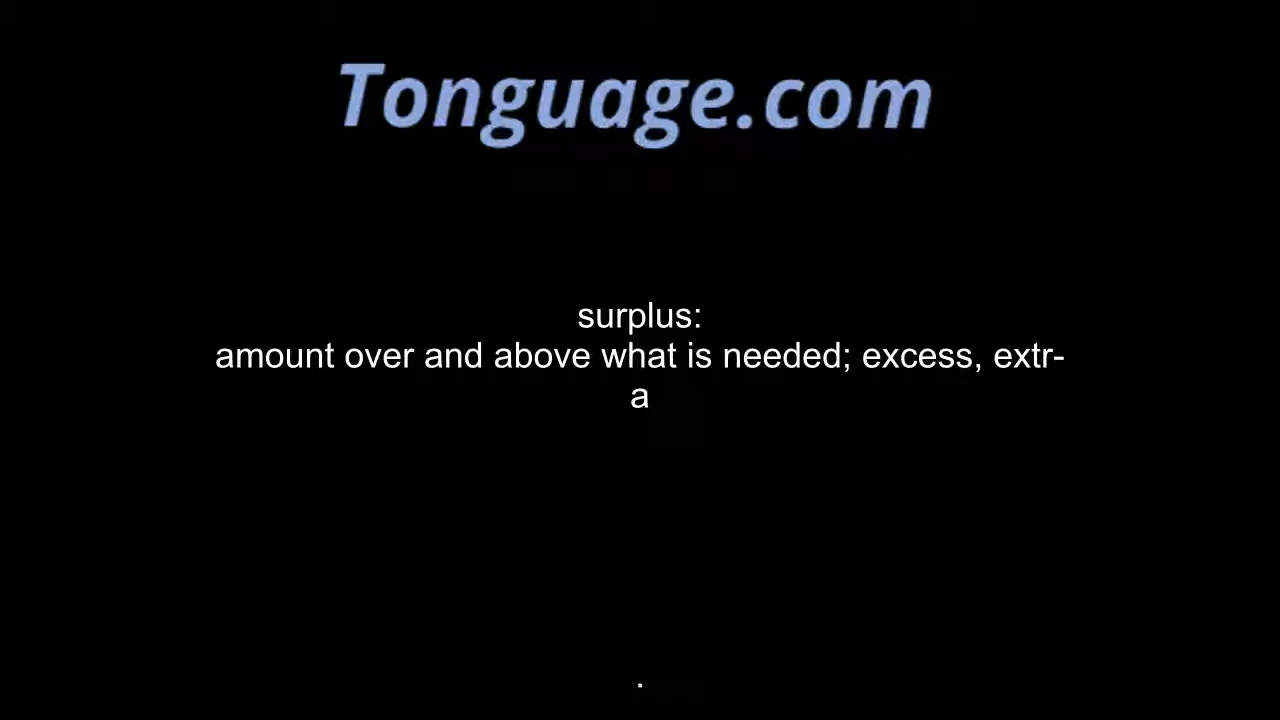 Tonguage.com
surplus:
amount over and above what is needed; excess, extr-
a
.